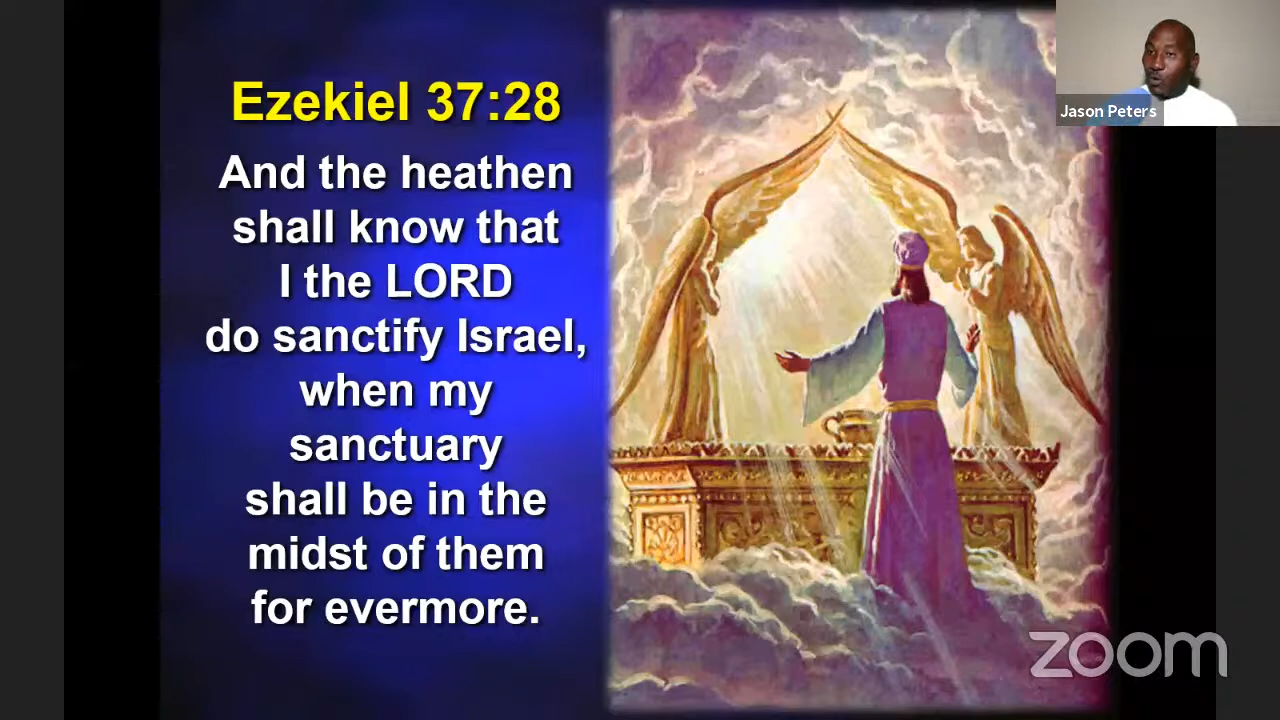 Ezekiel 37:28
And the heathen
shall know that
I the LORD
do sanctify Israel,
when my
sanctuary
shall be in the
midst of them
for evermore.
Jason Peters
zoom